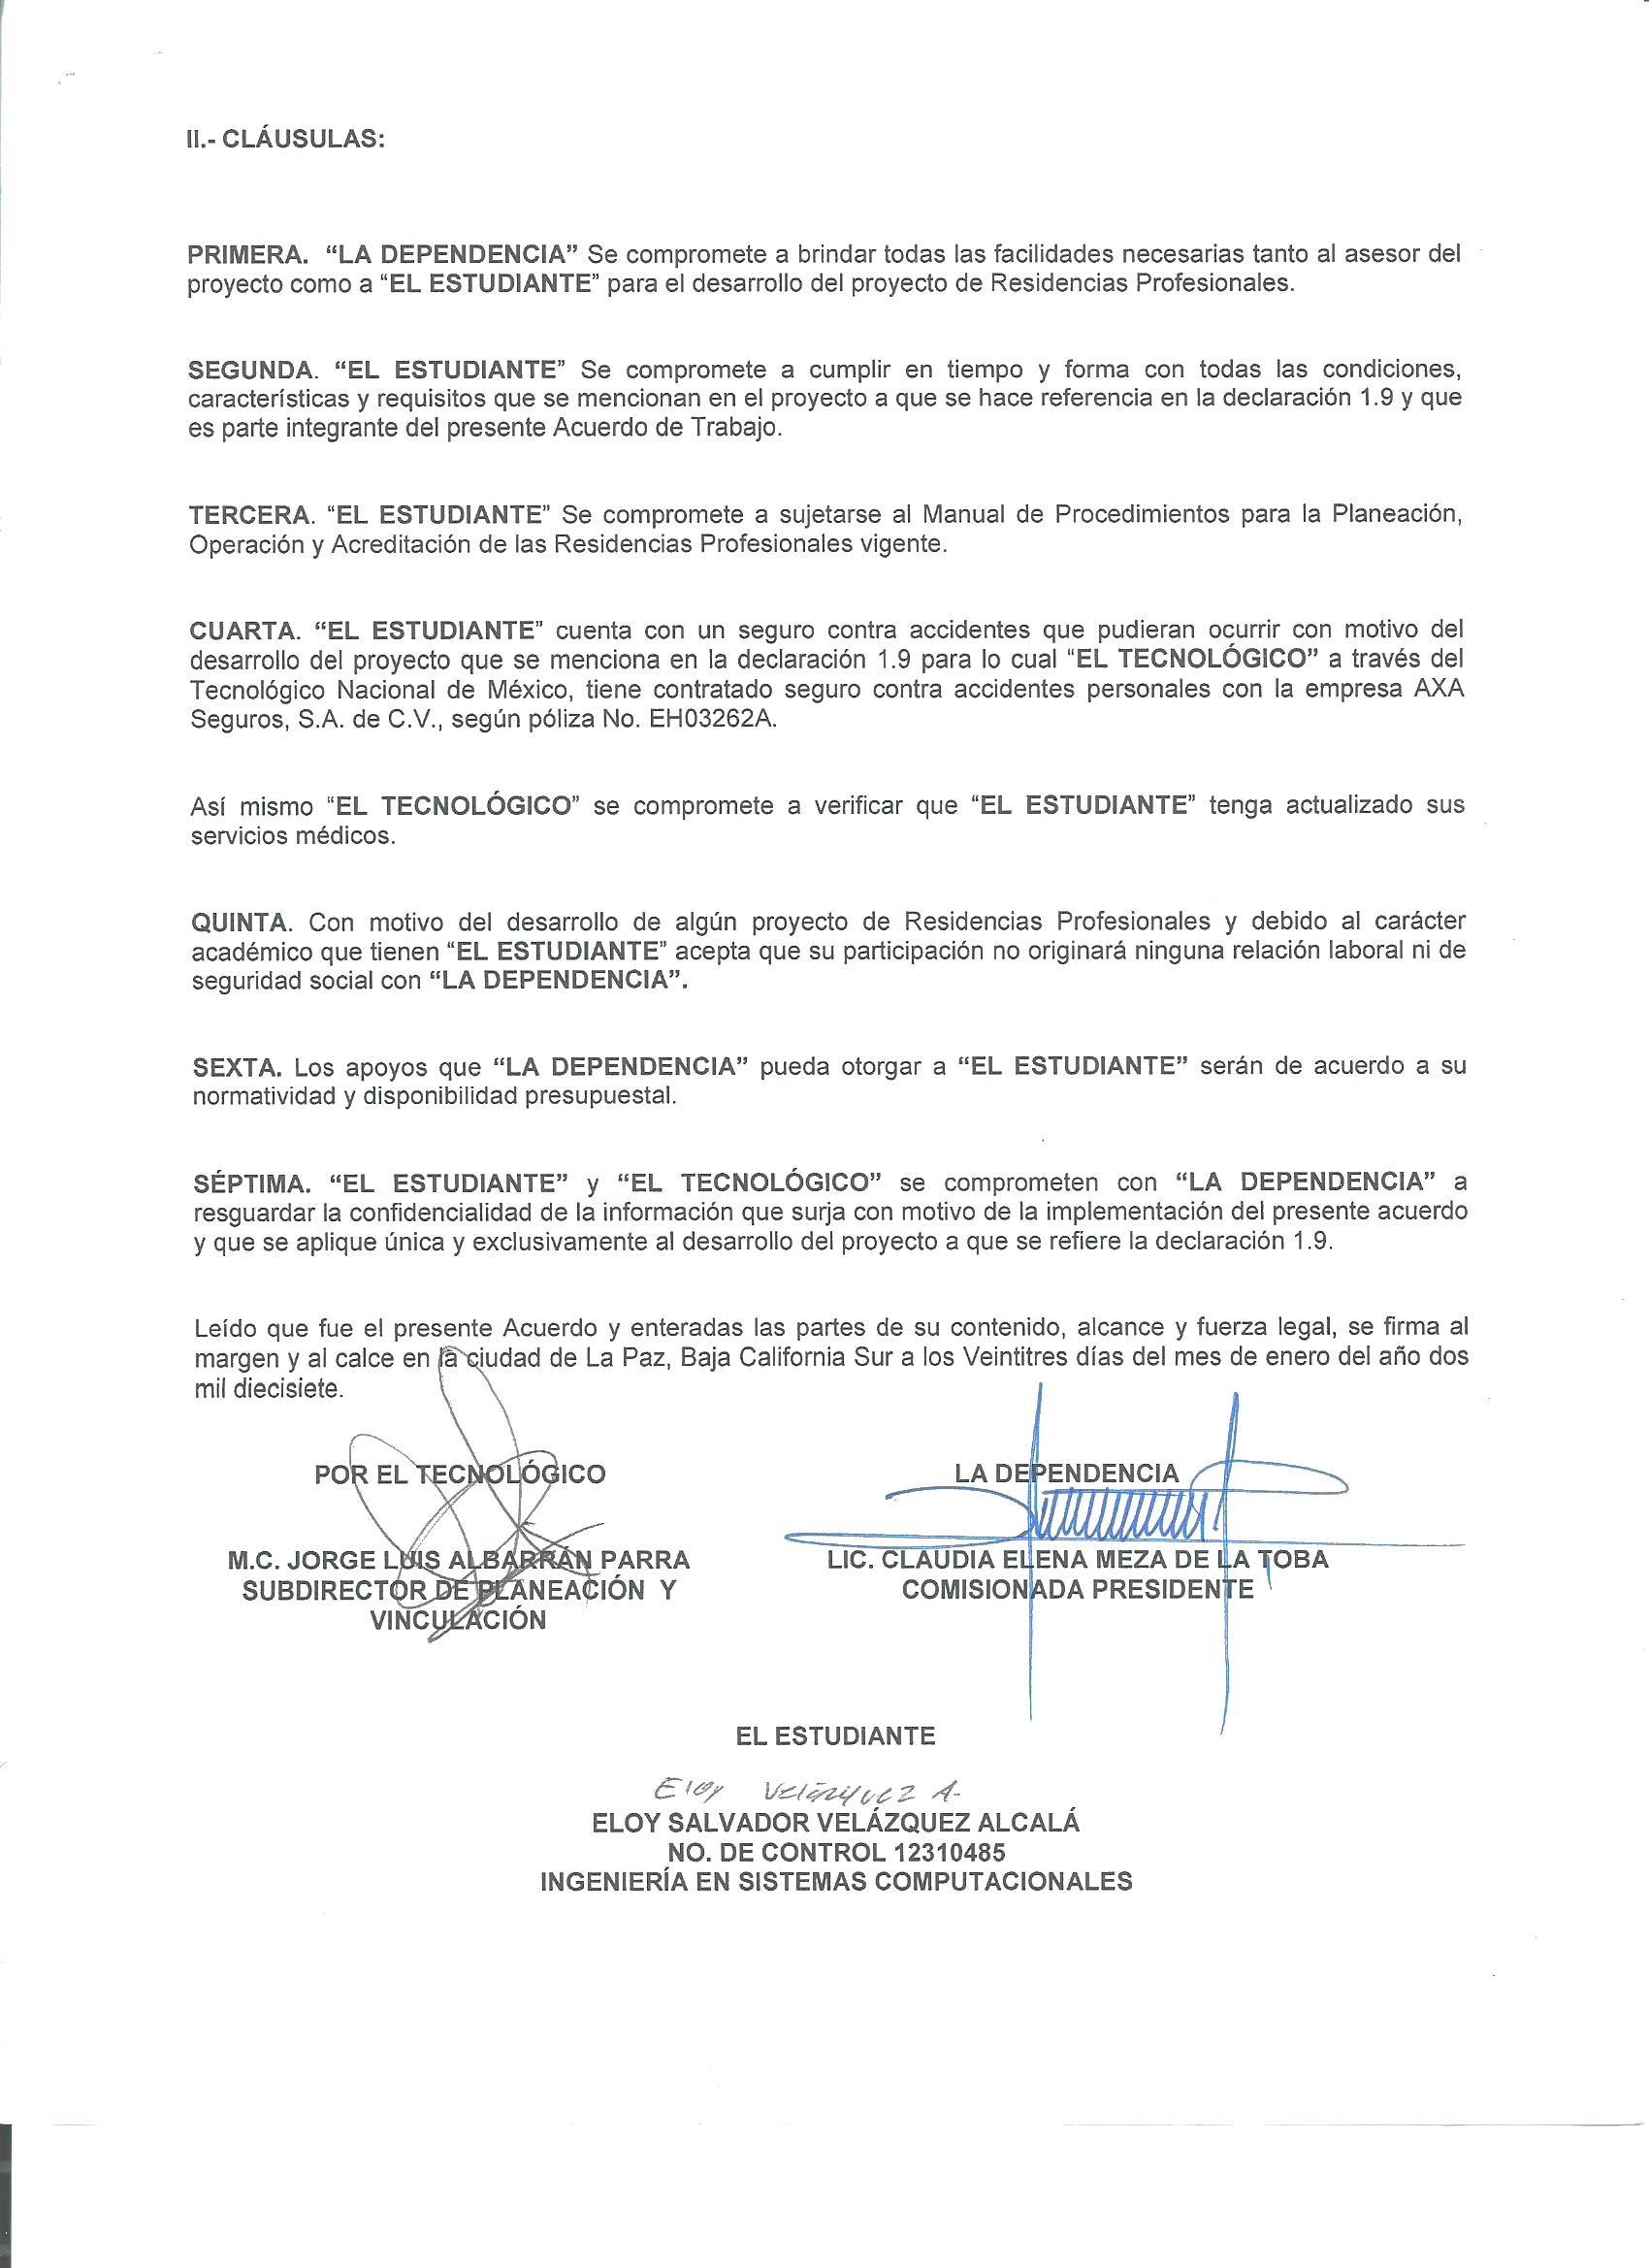 II.- CLÁUSULAS:
PRIMERA. “LA DEPENDENCIA” Se compromete a brindar todas las facilidades necesarias tanto al asesor del
proyecto como a “EL ESTUDIANTE” para el desarrollo del proyecto de Residencias Profesionales.
SEGUNDA. “EL ESTUDIANTE” Se compromete a cumplir en tiempo y forma con todas las condiciones,
características y requisitos que se mencionan en el proyecto a que se hace referencia en la declaración 1.9 y que
es parte integrante del presente Acuerdo de Trabajo.
TERCERA. “EL ESTUDIANTE” Se compromete a sujetarse al Manual de Procedimientos para la Planeación,
Operación y Acreditación de las Residencias Profesionales vigente.
CUARTA. “EL ESTUDIANTE” cuenta con un seguro contra accidentes que pudieran ocurrir con motivo del
desarrollo del proyecto que se menciona en la declaración 1.9 para lo cual “EL TECNOLÓGICO” a través del
Tecnológico Nacional de México, tiene contratado seguro contra accidentes personales con la empresa AXA
Seguros, S.A. de C.V., según póliza No. EH03262A.
Así mismo “EL TECNOLÓGICO” se compromete a verificar que “EL ESTUDIANTE” tenga actualizado sus
servicios médicos.
QUINTA. Con motivo del desarrollo de algún proyecto de Residencias Profesionales y debido al carácter
académico que tienen “EL ESTUDIANTE” acepta que su participación no originará ninguna relación laboral ni de
seguridad social con “LA DEPENDENCIA”.
SEXTA. Los apoyos que “LA DEPENDENCIA” pueda otorgar a “EL ESTUDIANTE” serán de acuerdo a su
normatividad y disponibilidad presupuestal.
SÉPTIMA. “EL ESTUDIANTE” y “EL TECNOLÓGICO” se comprometen con “LA DEPENDENCIA” a
resguardar la confidencialidad de la información que surja con motivo de la implementación del presente acuerdo
y que se aplique única y exclusivamente al desarrollo del proyecto a que se refiere la declaración 1.9.
Leído que fue el presente Acuerdo y enteradas las partes de su contenido, alcance y fuerza legal, se firma al
margen y al calce en la ciudad de La Paz, Baja California Sur a los Veintitres días del mes de enero del año dos
mil diecisiete.
POR EL TECNOLÓGICO
M.C. JORGE LUIS ALBARRÁN PARRA
SUBDIRECTOR DE PLANEACIÓN Y
VINCULACIÓN
LA DEPENDENCIA
LIC. CLAUDIA ELENA MEZA DE LA TOBA
COMISIONADA PRESIDENTE
EL ESTUDIANTE
Eloy Velázquez A.
ELOY SALVADOR VELÁZQUEZ ALCALÁ
NO. DE CONTROL 12310485
INGENIERÍA EN SISTEMAS COMPUTACIONALES